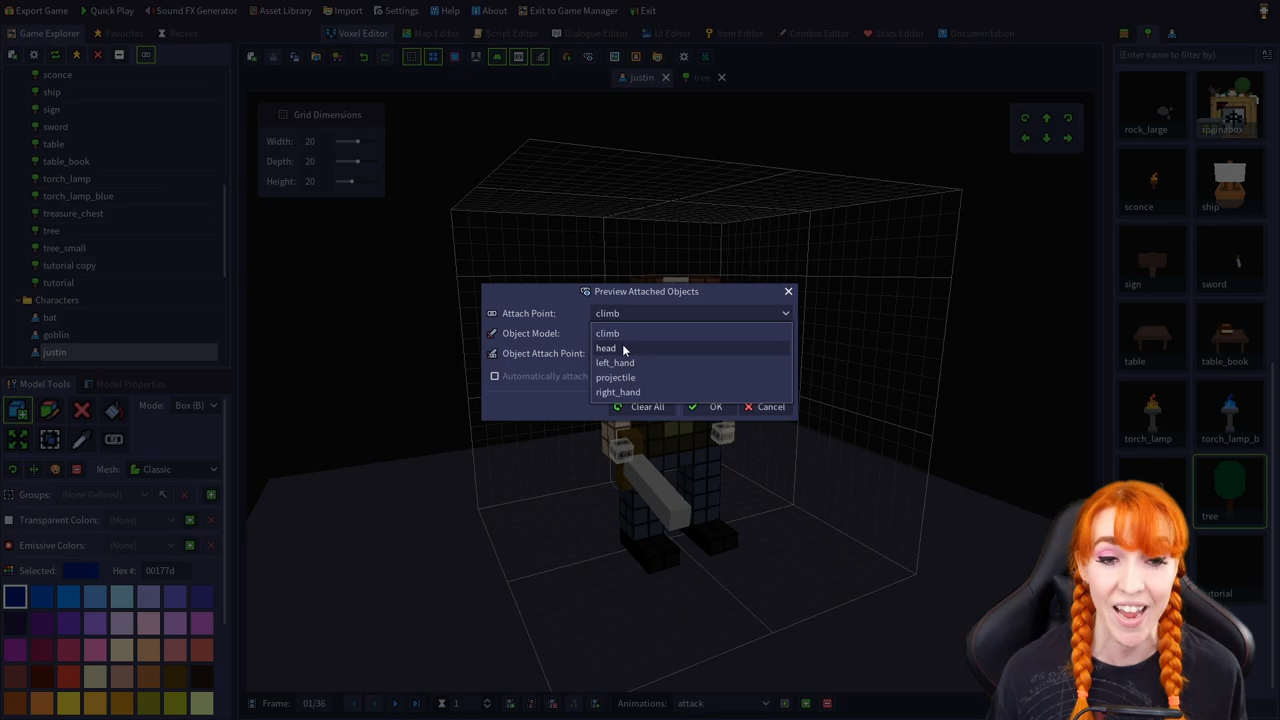 Export Game Quick Play Sound FX Generator Asset Library Import Settings Help About Exit to Game Manager Exit
Game Explorer Favorites Recent Voxel Editor Map Editor Script Editor Dialogue Editor UI Editor Item Editor Combat Editor Stats Editor Documentation
(Enter name to filter by)
justin tree
sconce
ship
sign
sword
table
table_book
torch_lamp
torch_lamp_blue
treasure_chest
tree
tree_small
tutorial copy
tutorial
Characters
bat
goblin
justin
Grid Dimensions
Width: 20
Depth: 20
Height: 20
Preview Attached Objects
Attach Point: climb
Object Model:
Object Attach Point:
Automatically attach
climb
head
left_hand
projectile
right_hand
Clear All OK Cancel
Model Tools Model Properties
Mode: Box (B)
Mesh: Classic
Groups: (None Defined)
Transparent Colors: (None)
Emissive Colors: (None)
Selected: Hex #: 00177d
Frame: 01/36 1 Animations: attack
rock_large rpginabox
sconce ship
sign sword
table table_book
torch_lamp torch_lamp_b
tree
tutorial